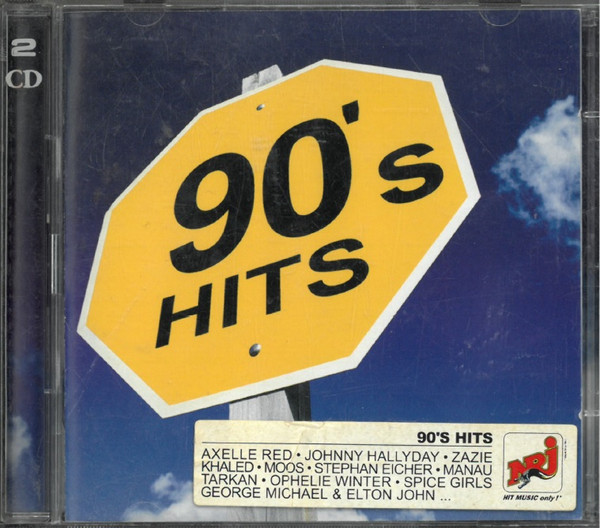 2
CD
90's
HITS
90'S HITS
AXELLE RED • JOHNNY HALLYDAY • ZAZIE
KHALED • MOOS • STEPHAN EICHER • MANAU
TARKAN • OPHELIE WINTER • SPICE GIRLS
GEORGE MICHAEL & ELTON JOHN ...
NRJ
HIT MUSIC only !